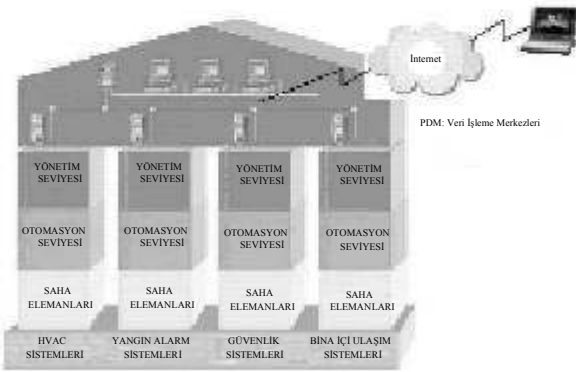 İnternet
PDM: Veri İşleme Merkezleri
YÖNETİM
SEVİYESİ
YÖNETİM
SEVİYESİ
YÖNETİM
SEVİYESİ
YÖNETİM
SEVİYESİ
OTOMASYON
SEVİYESİ
OTOMASYON
SEVİYESİ
OTOMASYON
SEVİYESİ
OTOMASYON
SEVİYESİ
SAHA
ELEMANLARI
SAHA
ELEMANLARI
SAHA
ELEMANLARI
SAHA
ELEMANLARI
HVAC
SİSTEMLERİ
YANGIN ALARM
SİSTEMLERİ
GÜVENLİK
SİSTEMLERİ
BİNA İÇİ ULAŞIM
SİSTEMLERİ